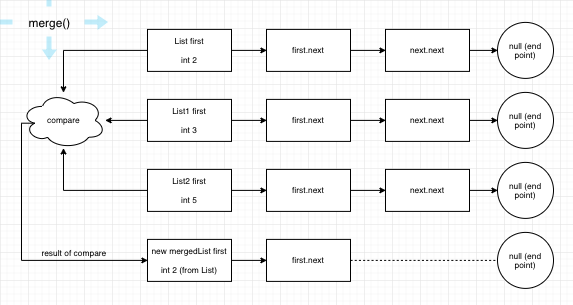 merge()
List first
int 2
first.next
next.next
null (end
point)
compare
List1 first
int 3
first.next
next.next
null (end
point)
List2 first
int 5
first.next
next.next
null (end
point)
result of compare
new mergedList first
int 2 (from List)
first.next
null (end
point)